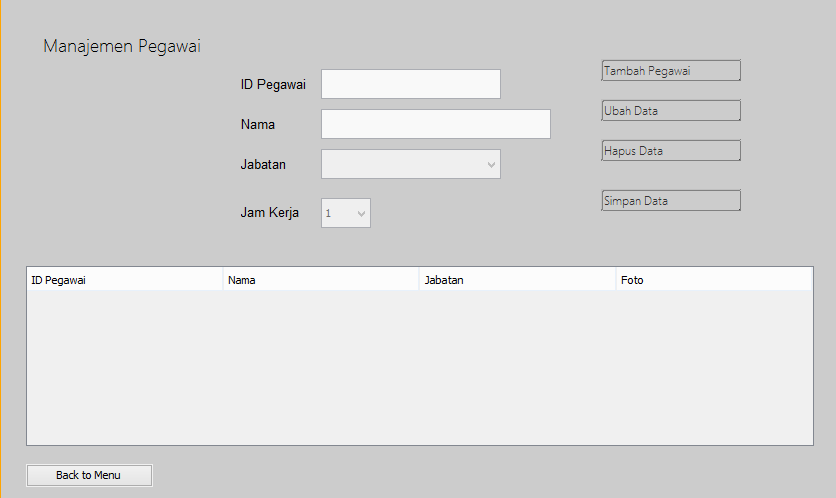 Manajemen Pegawai
ID Pegawai
Nama
Jabatan
Jam Kerja
1
Tambah Pegawai
Ubah Data
Hapus Data
Simpan Data
ID Pegawai Nama Jabatan Foto
Back to Menu